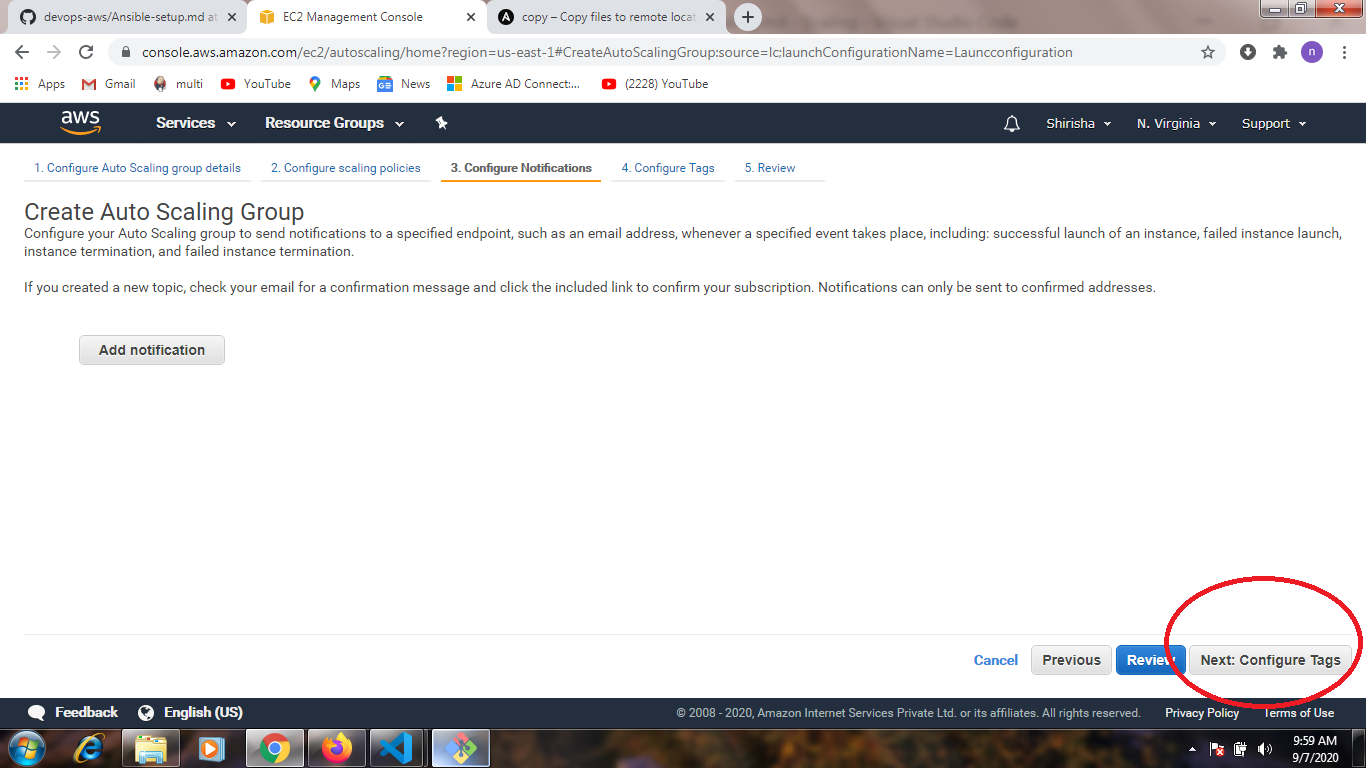 devops-aws/Ansible-setup.md at
EC2 Management Console
copy – Copy files to remote locat
console.aws.amazon.com/ec2/autoscaling/home?region=us-east-1#CreateAutoScalingGroup:source=lc;launchConfigurationName=Launcconfiguration
n
Apps
Gmail
multi
YouTube
Maps
News
Azure AD Connect:...
(2228) YouTube
aws
Services
Resource Groups
Shirisha
N. Virginia
Support
1. Configure Auto Scaling group details
2. Configure scaling policies
3. Configure Notifications
4. Configure Tags
5. Review
Create Auto Scaling Group
Configure your Auto Scaling group to send notifications to a specified endpoint, such as an email address, whenever a specified event takes place, including: successful launch of an instance, failed instance launch,
instance termination, and failed instance termination.
If you created a new topic, check your email for a confirmation message and click the included link to confirm your subscription. Notifications can only be sent to confirmed addresses.
Add notification
Cancel
Previous
Review
Next: Configure Tags
Feedback
English (US)
© 2008 - 2020, Amazon Internet Services Private Ltd. or its affiliates. All rights reserved.
Privacy Policy
Terms of Use
9:59 AM
9/7/2020